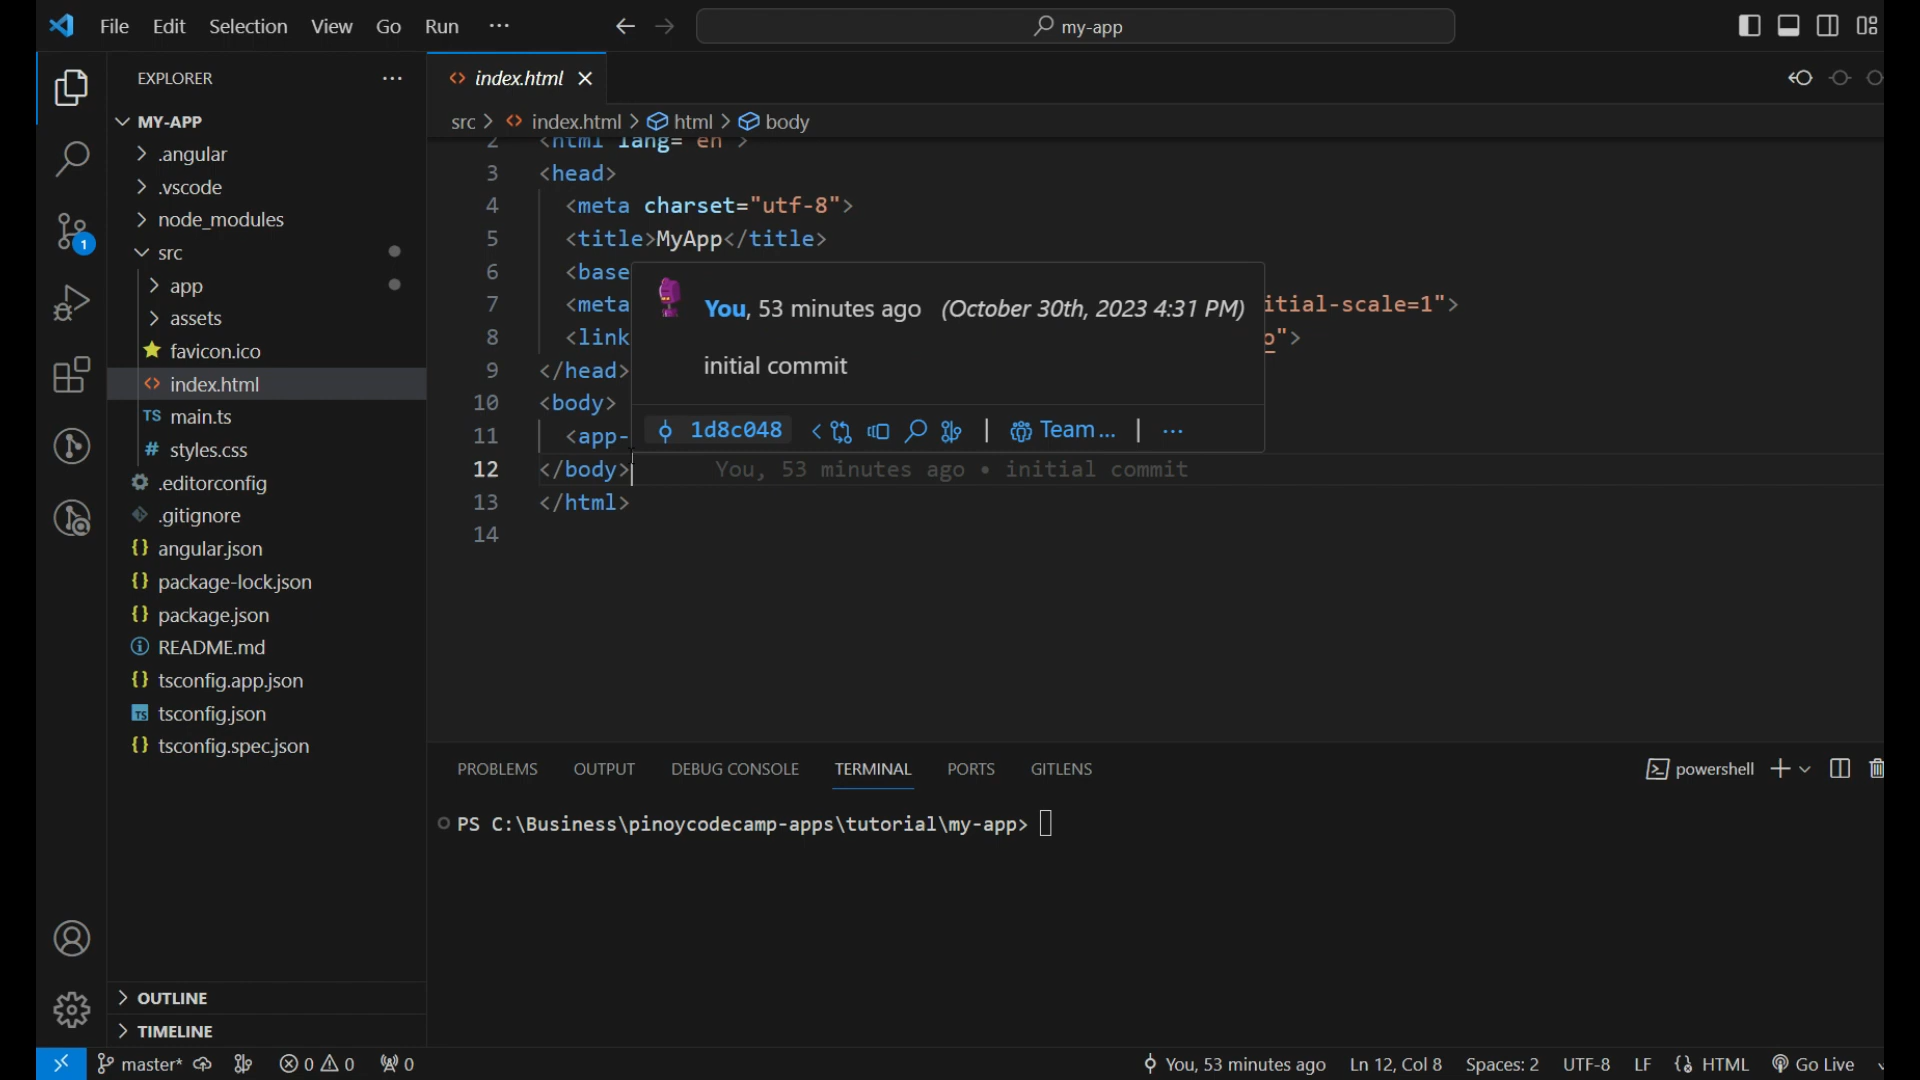 File Edit Selection View Go Run ···
my-app
EXPLORER ···
MY-APP
.angular
.vscode
node_modules
src
app
assets
favicon.ico
index.html
TS main.ts
# styles.css
.editorconfig
.gitignore
{} angular.json
{} package-lock.json
{} package.json
README.md
{} tsconfig.app.json
TS tsconfig.json
{} tsconfig.spec.json
OUTLINE
TIMELINE
1
<> index.html ×
src > <> index.html > html > body
2 <html lang="en">
3 <head>
4 <meta charset="utf-8">
5 <title>MyApp</title>
6 <base
7 <meta itial-scale=1">
8 <link o">
9 </head>
10 <body>
11 <app-
12 </body> You, 53 minutes ago • initial commit
13 </html>
14
You, 53 minutes ago (October 30th, 2023 4:31 PM)
initial commit
1d8c048 | Team... | ···
PROBLEMS OUTPUT DEBUG CONSOLE TERMINAL PORTS GITLENS
powershell
PS C:\Business\pinoycodecamp-apps\tutorial\my-app>
master* 0 0 0 You, 53 minutes ago Ln 12, Col 8 Spaces: 2 UTF-8 LF HTML Go Live